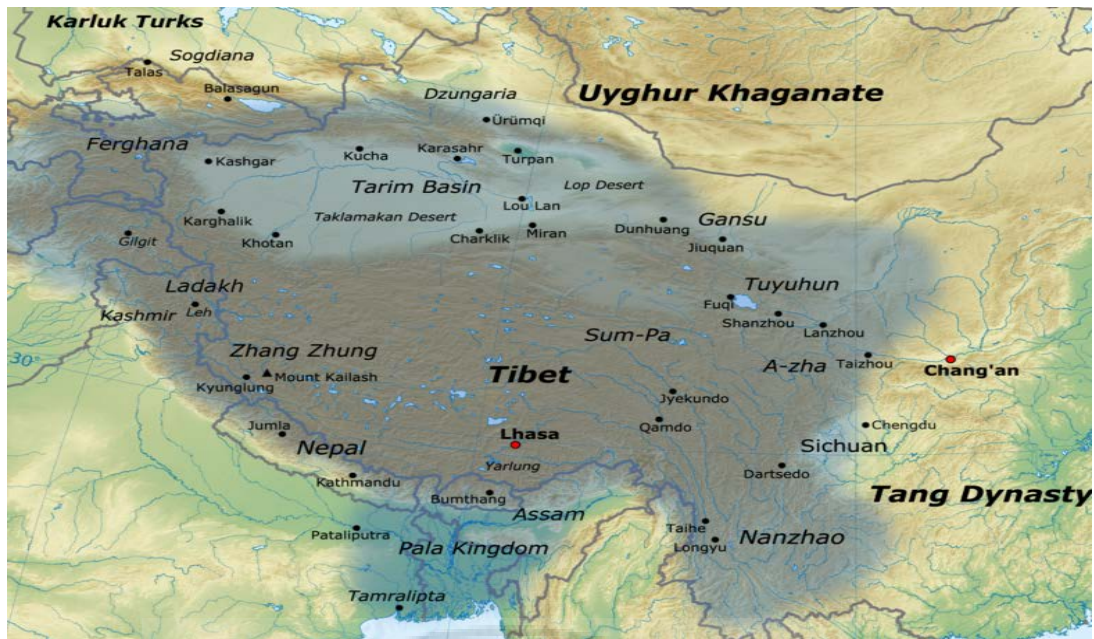 Karluk Turks
Sogdiana
Talas
Balasagun
Dzungaria
Uyghur Khaganate
Ürümqi
Ferghana
Kashgar
Kucha
Karasahr
Turpan
Tarim Basin
Lop Desert
Lou Lan
Karghalik
Taklamakan Desert
Gansu
Khotan
Charklik
Miran
Dunhuang
Jiuquan
Gilgit
Ladakh
Leh
Kashmir
Tuyuhun
Fuqi
Shanzhou
Lanzhou
Sum-Pa
Zhang Zhung
30°
A-zha
Taizhou
Chang'an
Kyunglung
Mount Kailash
Tibet
Jyekundo
Qamdo
Jumla
Nepal
Lhasa
Chengdu
Sichuan
Yarlung
Kathmandu
Dartsedo
Bumthang
Tang Dynasty
Assam
Pataliputra
Pala Kingdom
Taihe
Longyu
Nanzhao
Tamralipta